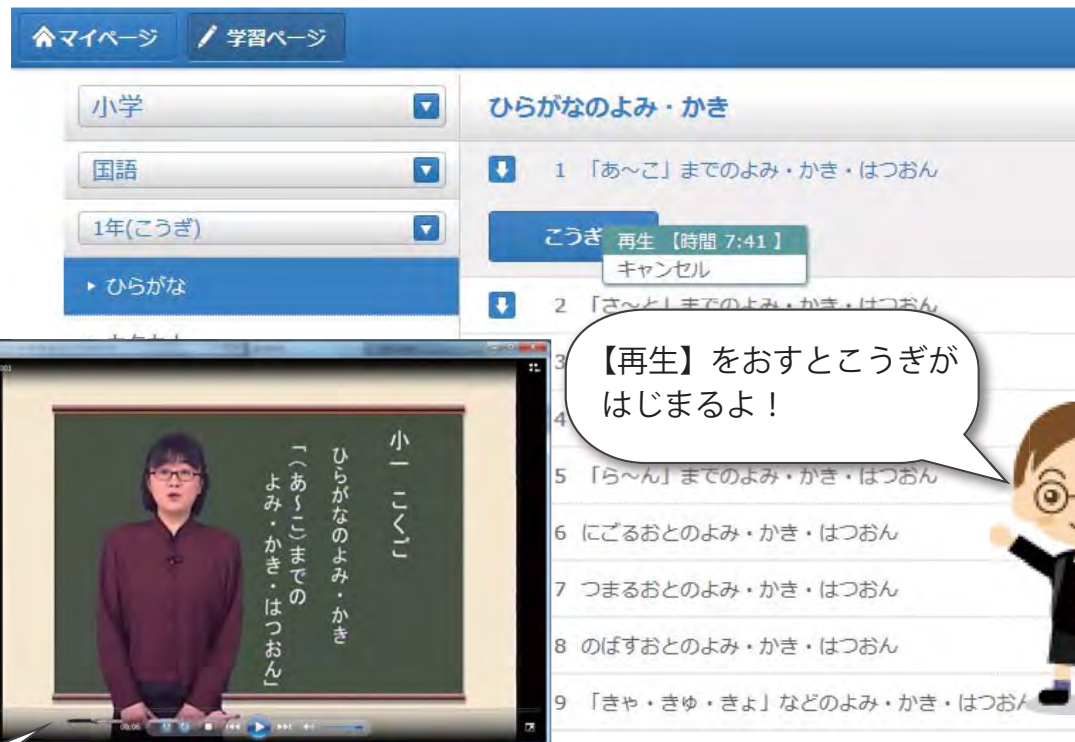 マイページ
学習ページ
小学
国語
1年(こうぎ)
ひらがな
ひらがなのよみ・かき
1 「あ~こ」までのよみ・かき・はつおん
こうぎ
再生 【時間 7:41 】
キャンセル
2 「さ~と」までのよみ・かき・はつおん
3
4
5 「ら~ん」までのよみ・かき・はつおん
6 にごるおとのよみ・かき・はつおん
7 つまるおとのよみ・かき・はつおん
8 のばすおとのよみ・かき・はつおん
9 「きゃ・きゅ・きょ」などのよみ・かき・はつおん
【再生】をおすとこうぎが
はじまるよ!
001
小一 こくご
ひらがなのよみ・かき
「(あ~こ)までの
よみ・かき・はつおん」
00:06